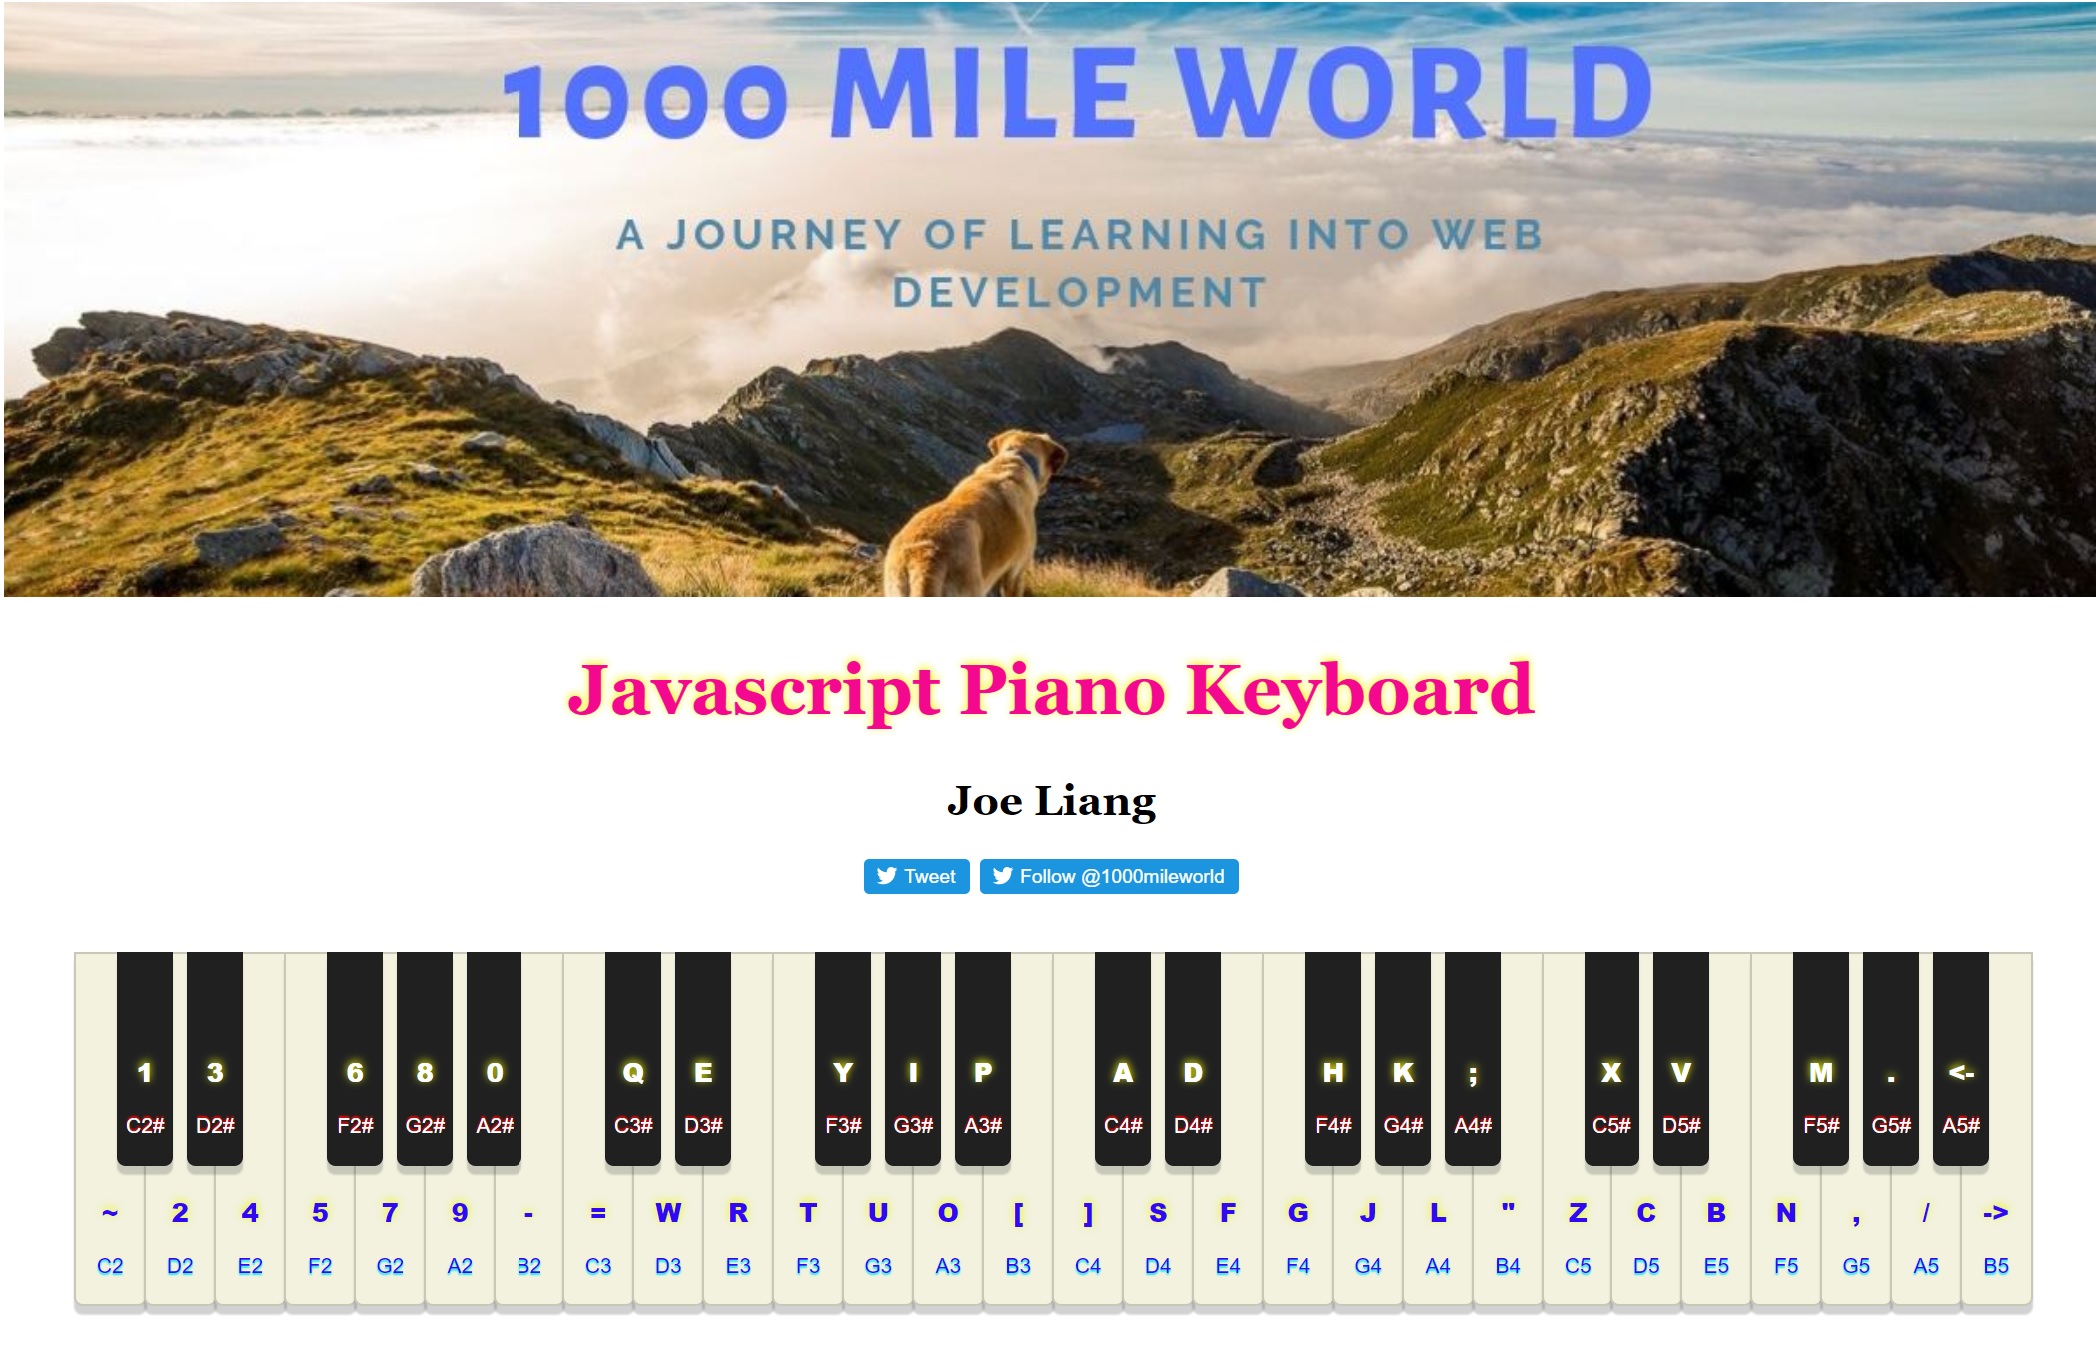 1000 MILE WORLD
A JOURNEY OF LEARNING INTO WEB
DEVELOPMENT
Javascript Piano Keyboard
Joe Liang
Tweet Follow @1000mileworld
1 3 6 8 0 Q E Y I P A D H K ; X V M . <-
C2# D2# F2# G2# A2# C3# D3# F3# G3# A3# C4# D4# F4# G4# A4# C5# D5# F5# G5# A5#
~ 2 4 5 7 9 - = W R T U O [ ] S F G J L " Z C B N , / ->
C2 D2 E2 F2 G2 A2 B2 C3 D3 E3 F3 G3 A3 B3 C4 D4 E4 F4 G4 A4 B4 C5 D5 E5 F5 G5 A5 B5